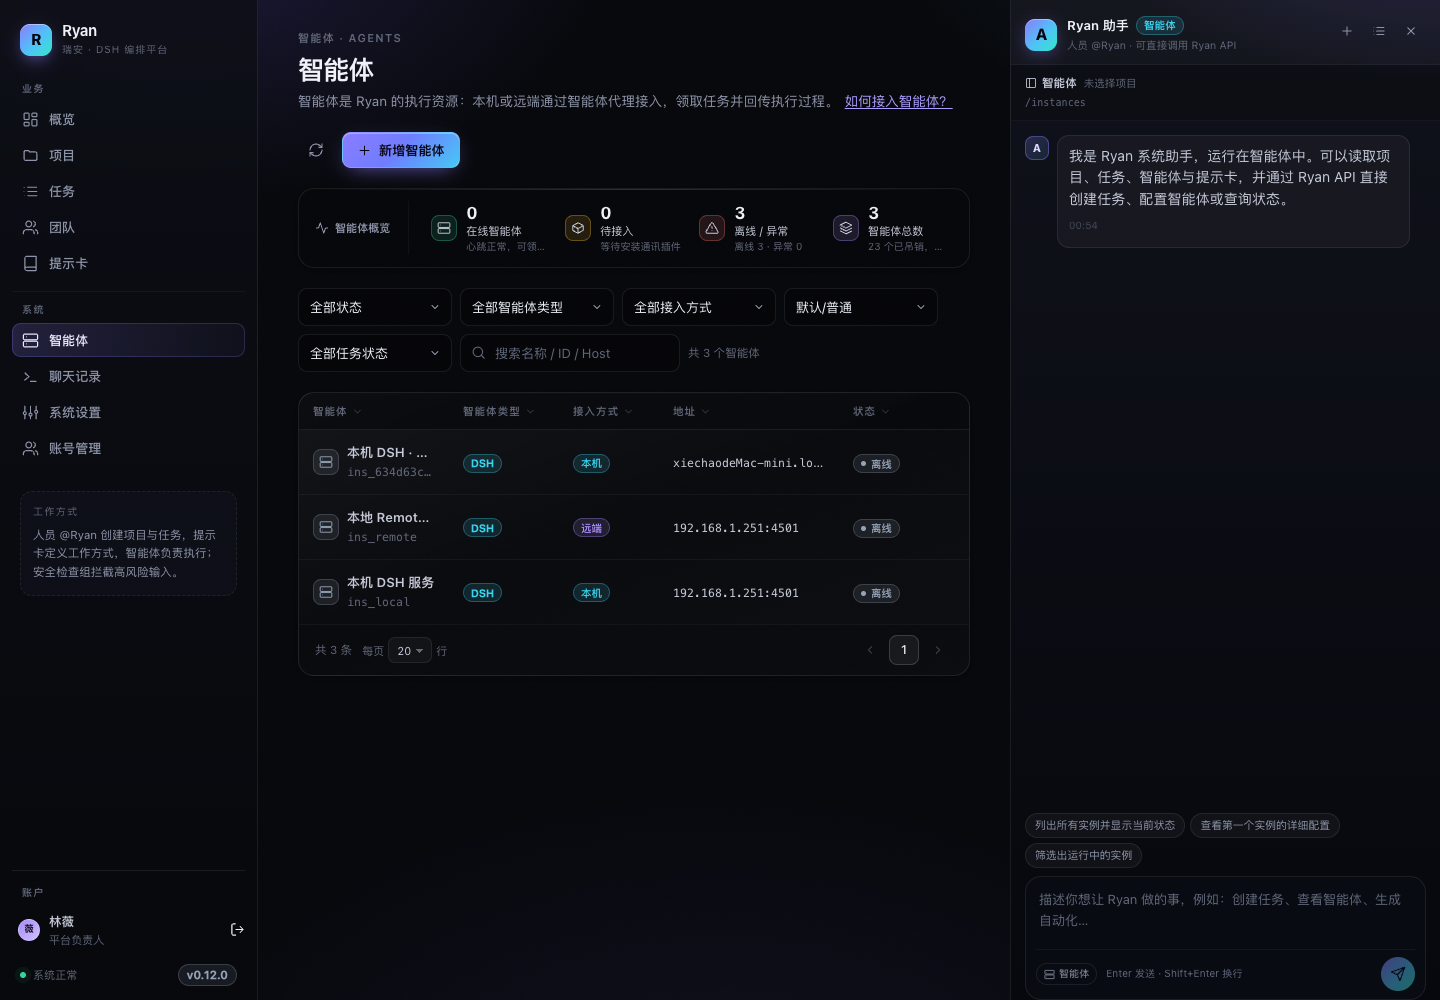 R
Ryan
瑞安 · DSH 编排平台
业务
概览
项目
任务
团队
提示卡
系统
智能体
聊天记录
系统设置
账号管理
工作方式
人员 @Ryan 创建项目与任务，提示
卡定义工作方式，智能体负责执行；
安全检查组拦截高风险输入。
账户
薇
林薇
平台负责人
系统正常
v0.12.0
智能体 · AGENTS
智能体
智能体是 Ryan 的执行资源：本机或远端通过智能体代理接入，领取任务并回传执行过程。 如何接入智能体？
新增智能体
智能体概览
0
在线智能体
心跳正常，可领...
0
待接入
等待安装通讯插件
3
离线 / 异常
离线 3 · 异常 0
3
智能体总数
23 个已吊销，...
全部状态
全部智能体类型
全部接入方式
默认/普通
全部任务状态
搜索名称 / ID / Host
共 3 个智能体
智能体 智能体类型 接入方式 地址 状态
本机 DSH · ...
ins_634d63c…
DSH
本机
xiechaodeMac-mini.lo...
离线
本地 Remot...
ins_remote
DSH
远端
192.168.1.251:4501
离线
本机 DSH 服务
ins_local
DSH
本机
192.168.1.251:4501
离线
共 3 条 每页 20 行
1
A
Ryan 助手 智能体
人员 @Ryan · 可直接调用 Ryan API
智能体 未选择项目
/instances
A
我是 Ryan 系统助手，运行在智能体中。可以读取项
目、任务、智能体与提示卡，并通过 Ryan API 直接
创建任务、配置智能体或查询状态。
00:54
列出所有实例并显示当前状态
查看第一个实例的详细配置
筛选出运行中的实例
描述你想让 Ryan 做的事，例如：创建任务、查看智能体、生成
自动化...
智能体
Enter 发送 · Shift+Enter 换行